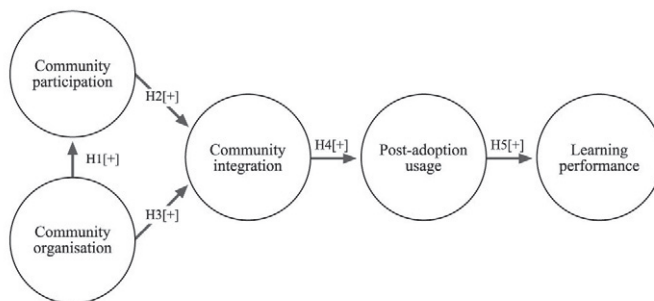 Community
participation
H2[+]
H1[+]
Community
organisation
H3[+]
Community
integration
H4[+]
Post-adoption
usage
H5[+]
Learning
performance